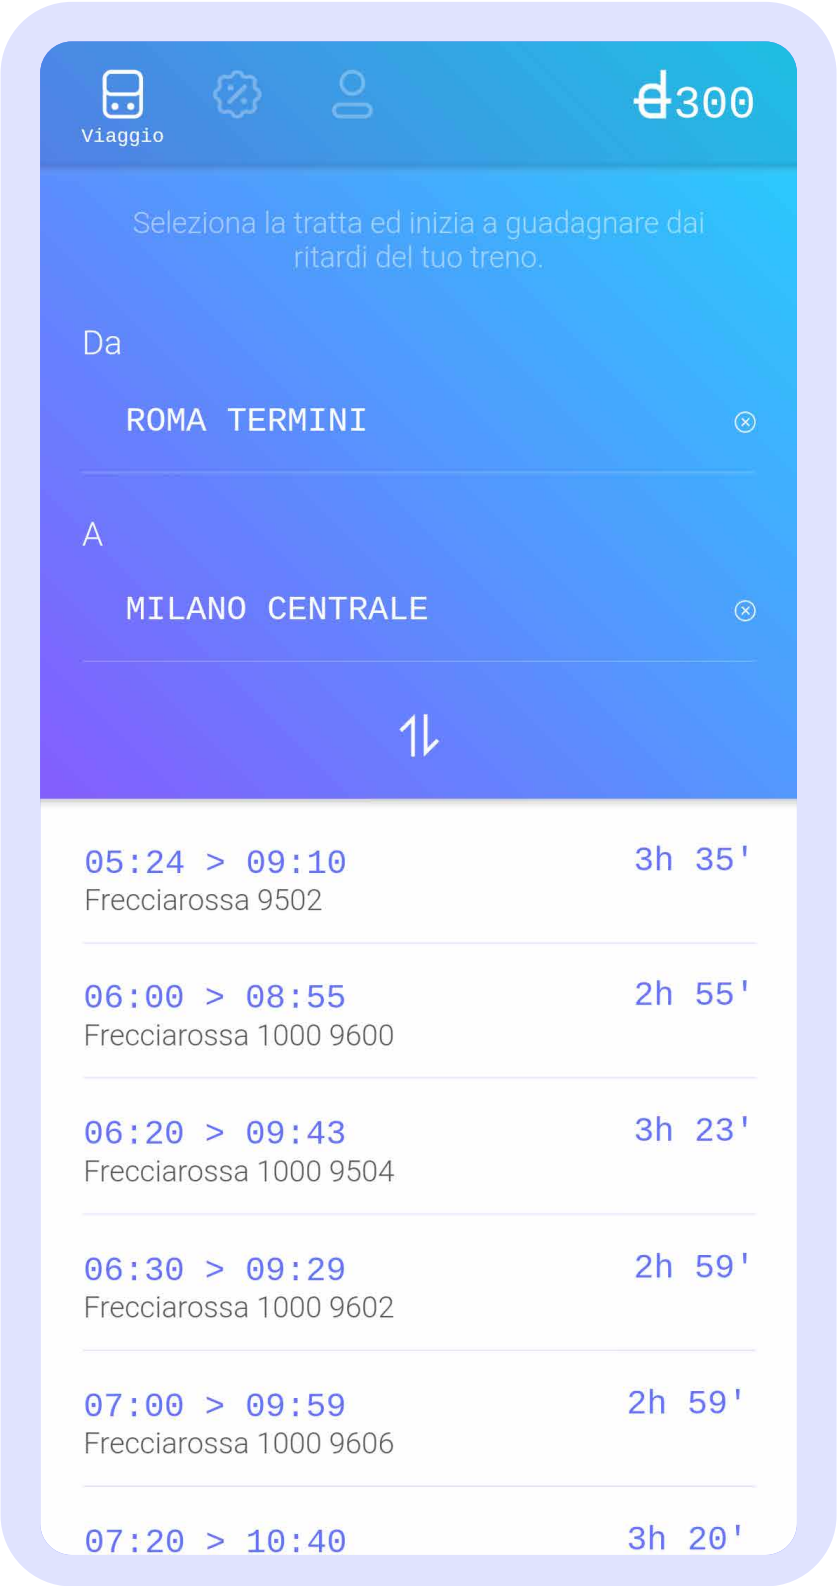 Viaggio
300
Seleziona la tratta ed inizia a guadagnare dai
ritardi del tuo treno.
Da
ROMA TERMINI
A
MILANO CENTRALE
05:24 > 09:10 3h 35'
Frecciarossa 9502
06:00 > 08:55 2h 55'
Frecciarossa 1000 9600
06:20 > 09:43 3h 23'
Frecciarossa 1000 9504
06:30 > 09:29 2h 59'
Frecciarossa 1000 9602
07:00 > 09:59 2h 59'
Frecciarossa 1000 9606
07:20 > 10:40 3h 20'